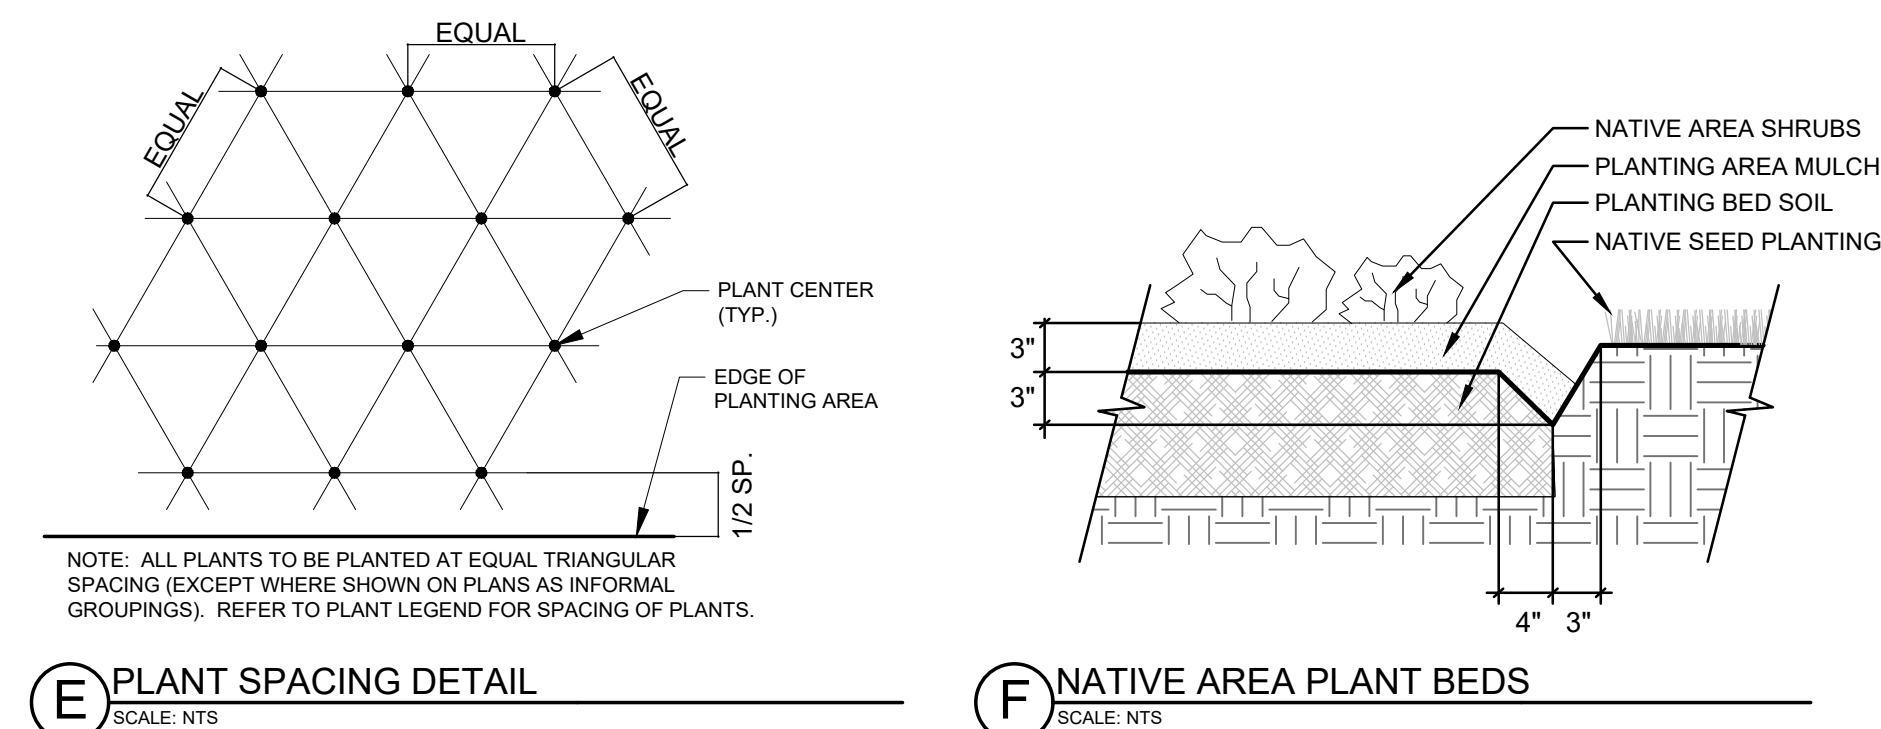 EQUAL
EQUAL
EQUAL
PLANT CENTER
(TYP.)
EDGE OF
PLANTING AREA
1/2 SP.
NOTE: ALL PLANTS TO BE PLANTED AT EQUAL TRIANGULAR
SPACING (EXCEPT WHERE SHOWN ON PLANS AS INFORMAL
GROUPINGS). REFER TO PLANT LEGEND FOR SPACING OF PLANTS.
E
PLANT SPACING DETAIL
SCALE: NTS
NATIVE AREA SHRUBS
PLANTING AREA MULCH
PLANTING BED SOIL
NATIVE SEED PLANTING
3"
3"
4"
3"
F
NATIVE AREA PLANT BEDS
SCALE: NTS